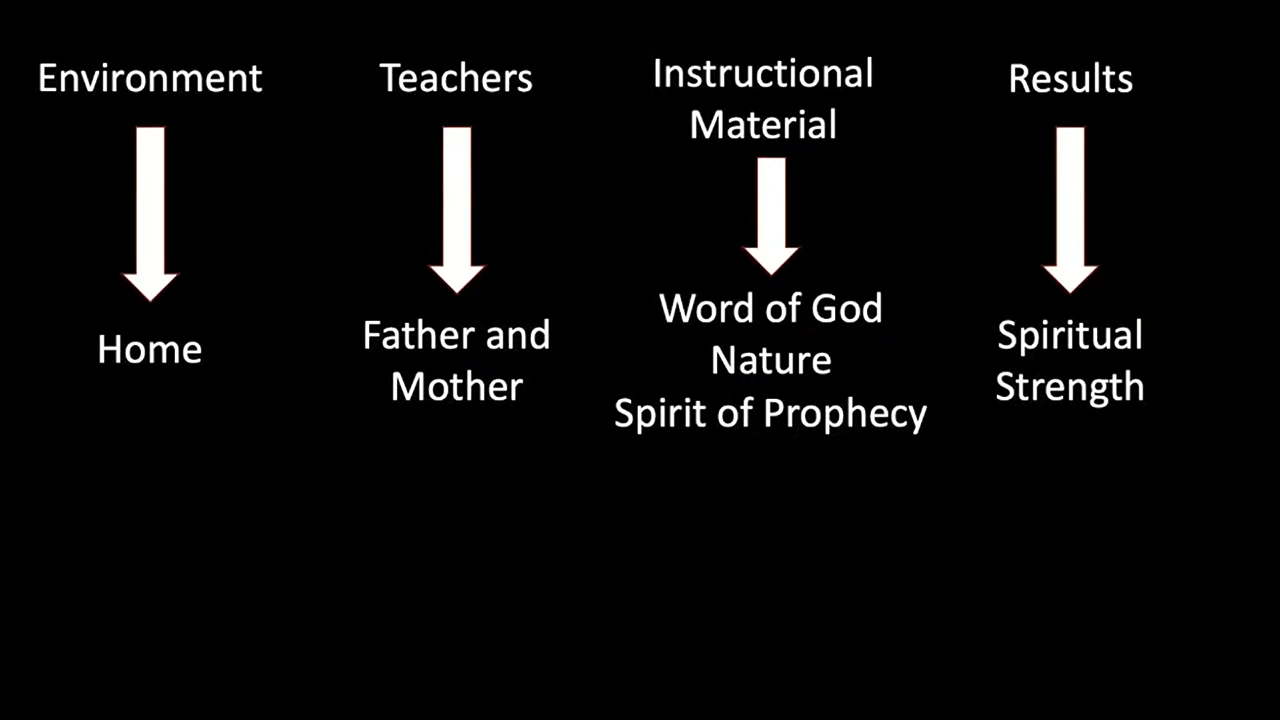 Environment
Teachers
Instructional
Material
Results
Home
Father and
Mother
Word of God
Nature
Spirit of Prophecy
Spiritual
Strength